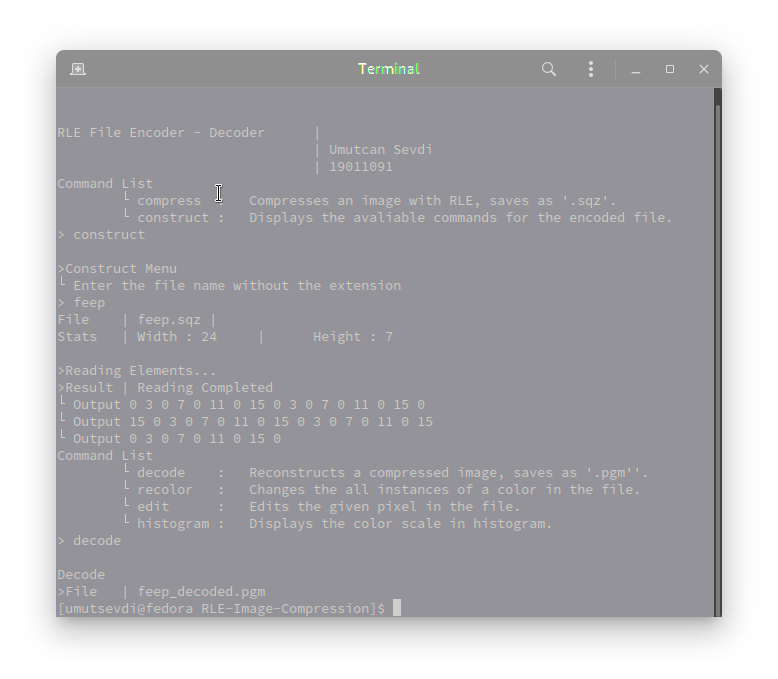 Terminal
RLE File Encoder - Decoder |
| Umutcan Sevdi
| 19011091
Command List
└ compress Compresses an image with RLE, saves as '.sqz'.
└ construct : Displays the avaliable commands for the encoded file.
> construct
>Construct Menu
└ Enter the file name without the extension
> feep
File | feep.sqz |
Stats | Width : 24 | Height : 7
>Reading Elements...
>Result | Reading Completed
└ Output 0 3 0 7 0 11 0 15 0 3 0 7 0 11 0 15 0
└ Output 15 0 3 0 7 0 11 0 15 0 3 0 7 0 11 0 15
└ Output 0 3 0 7 0 11 0 15 0
Command List
└ decode : Reconstructs a compressed image, saves as '.pgm''.
└ recolor : Changes the all instances of a color in the file.
└ edit : Edits the given pixel in the file.
└ histogram : Displays the color scale in histogram.
> decode
Decode
>File | feep_decoded.pgm
[umutsevdi@fedora RLE-Image-Compression]$